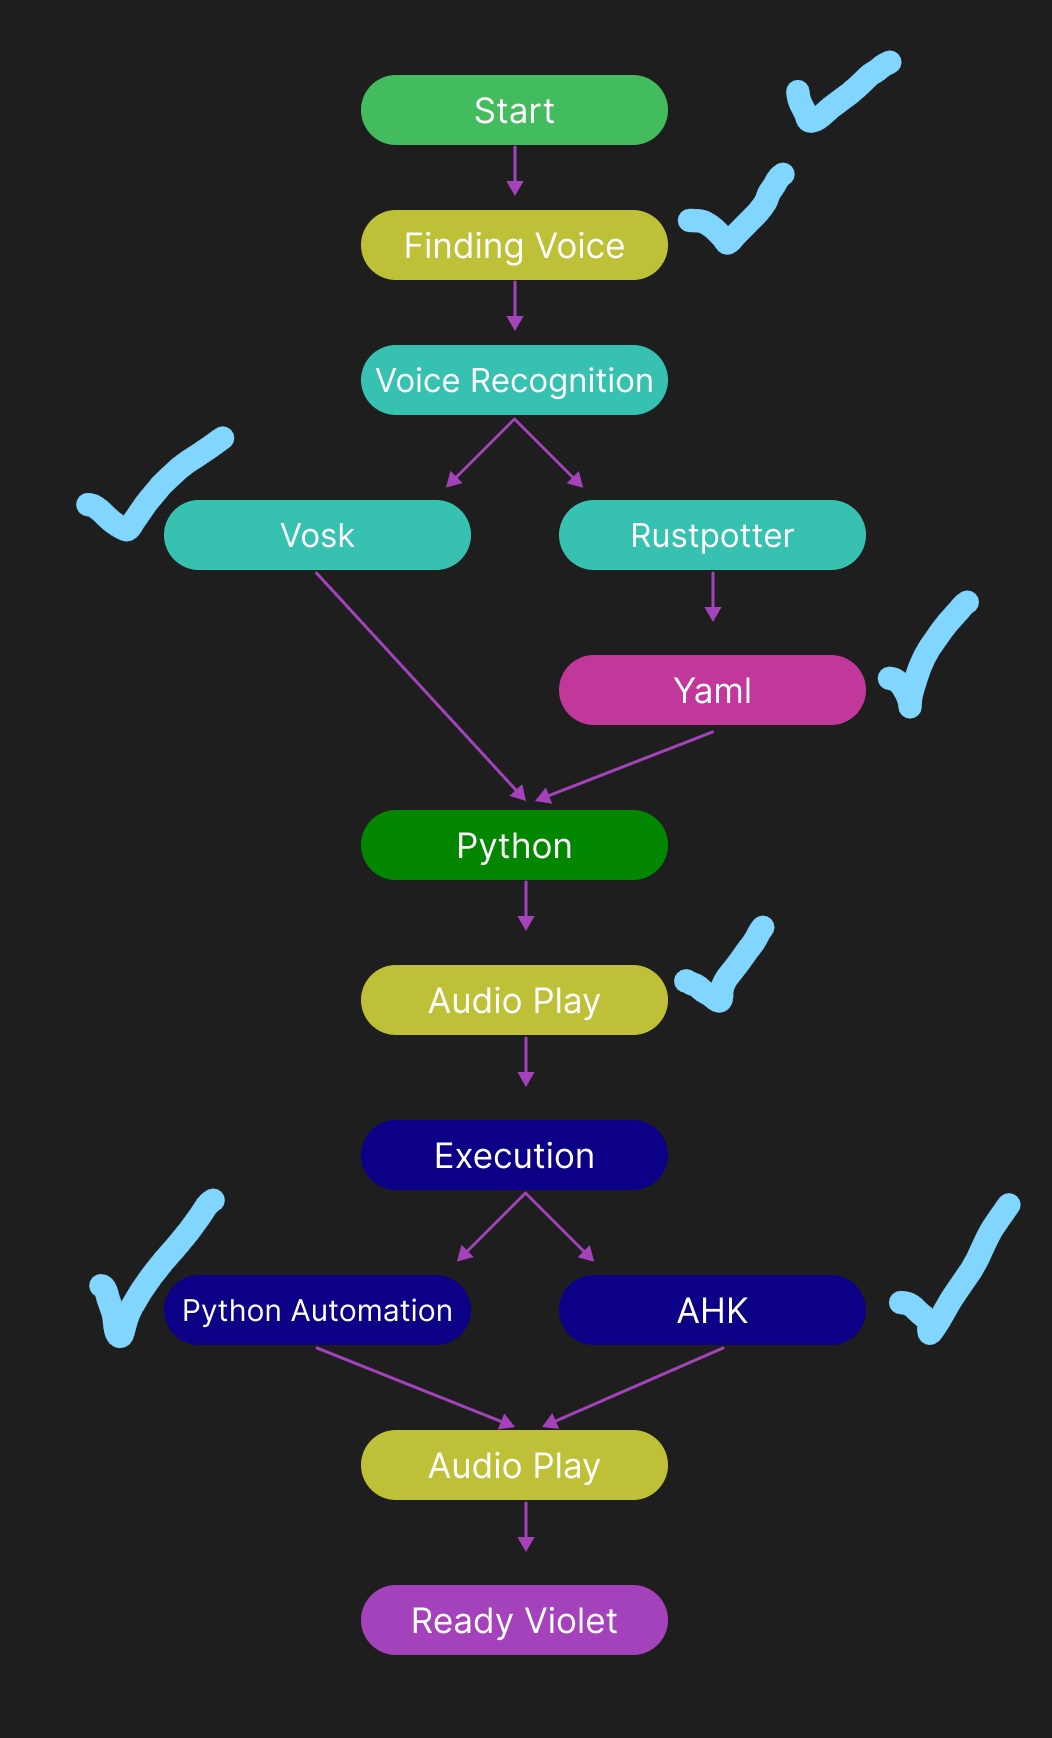 Start
Finding Voice
Voice Recognition
Vosk
Rustpotter
Yaml
Python
Audio Play
Execution
Python Automation
AHK
Audio Play
Ready Violet